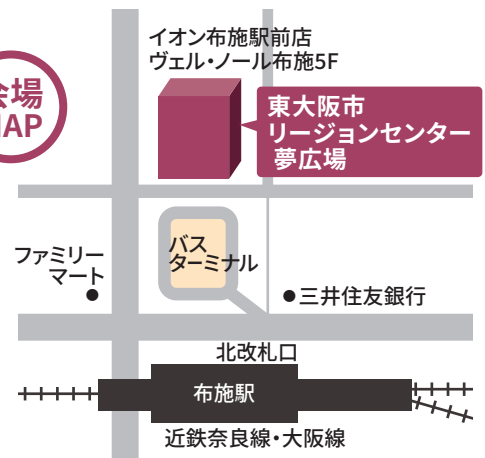 イオン布施駅前店
ヴェル・ノール布施5F
会場
MAP
東大阪市
リージョンセンター
夢広場
バス
ターミナル
ファミリー
マート
三井住友銀行
北改札口
布施駅
近鉄奈良線・大阪線